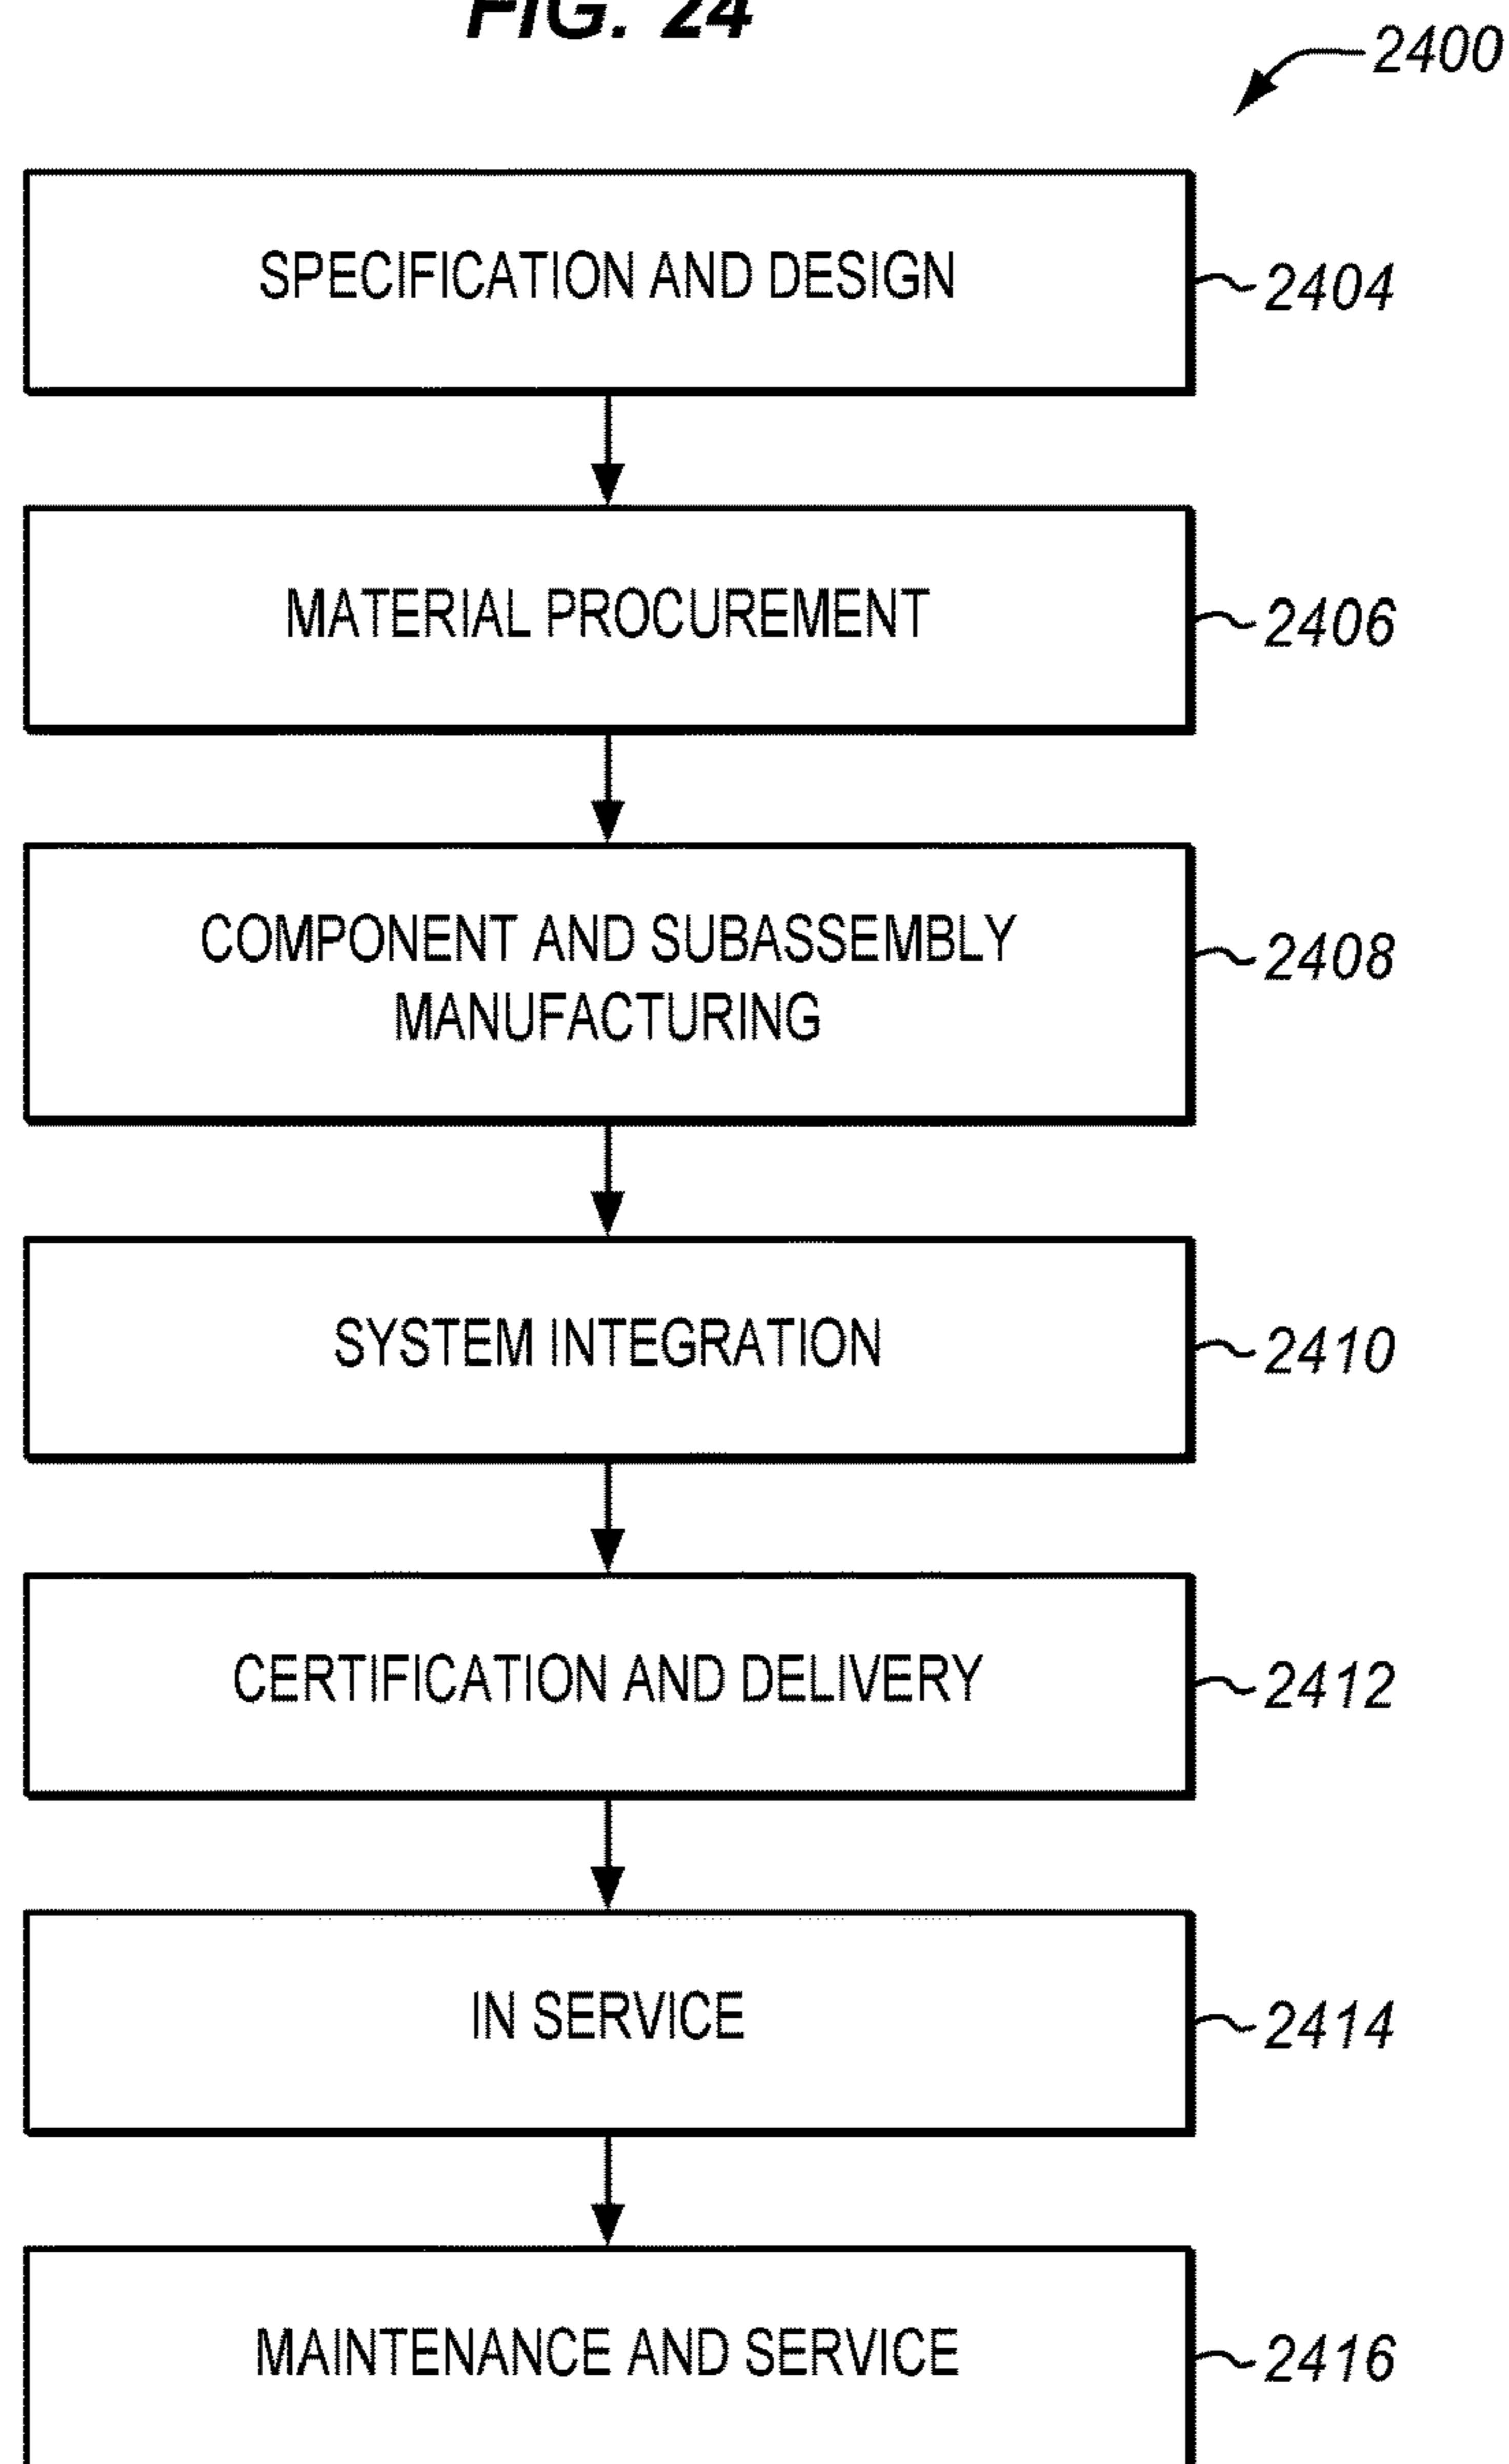 FIG. 24
2400
SPECIFICATION AND DESIGN
2404
MATERIAL PROCUREMENT
2406
COMPONENT AND SUBASSEMBLY
MANUFACTURING
2408
SYSTEM INTEGRATION
2410
CERTIFICATION AND DELIVERY
2412
IN SERVICE
2414
MAINTENANCE AND SERVICE
2416